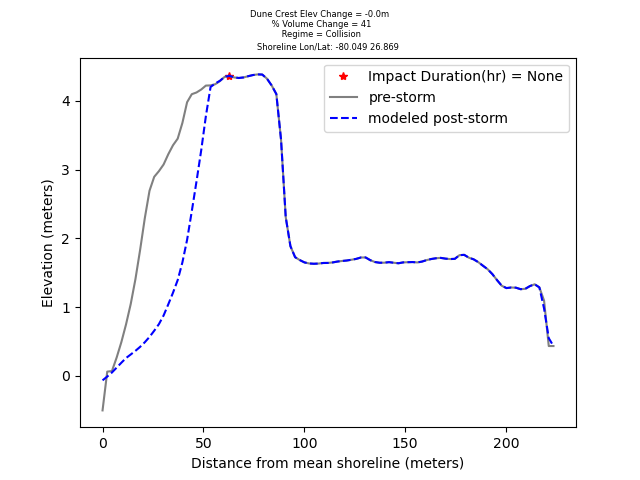 Dune Crest Elev Change = -0.0m
% Volume Change = 41
Regime = Collision
Shoreline Lon/Lat: -80.049 26.869
Impact Duration(hr) = None
pre-storm
modeled post-storm
Elevation (meters)
4
3
2
1
0
0 50 100 150 200
Distance from mean shoreline (meters)